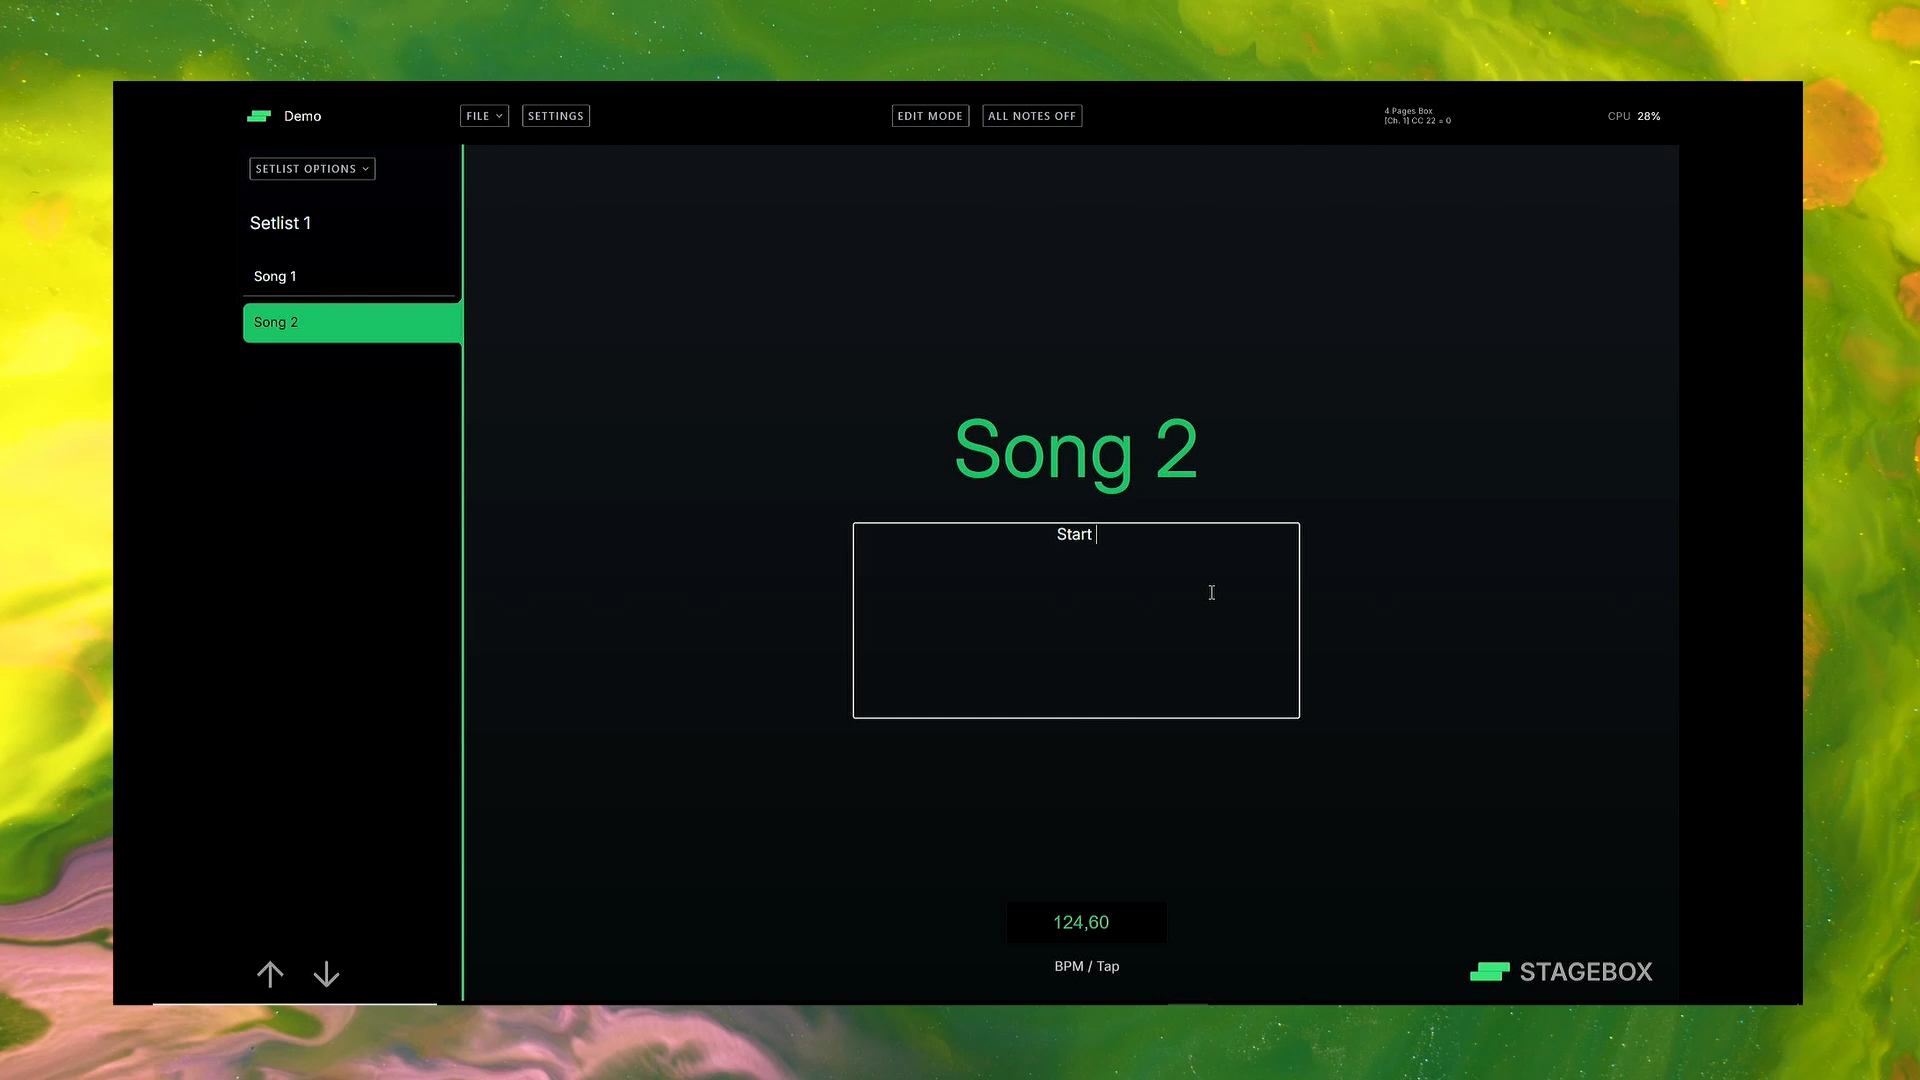 Demo
FILE
SETTINGS
EDIT MODE
ALL NOTES OFF
4 Pages Box
[Ch. 1] CC 22 = 0
CPU 28%
SETLIST OPTIONS
Setlist 1
Song 1
Song 2
Song 2
Start
124,60
BPM / Tap
STAGEBOX